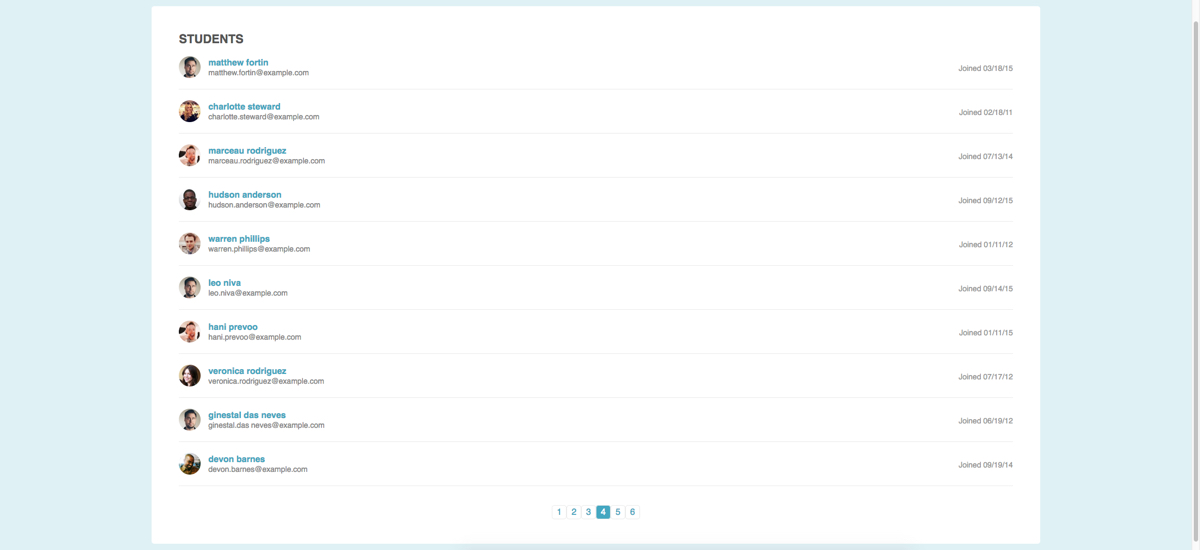 STUDENTS
matthew fortin
matthew.fortin@example.com
Joined 03/18/15
charlotte steward
charlotte.steward@example.com
Joined 02/18/11
marceau rodriguez
marceau.rodriguez@example.com
Joined 07/13/14
hudson anderson
hudson.anderson@example.com
Joined 09/12/15
warren phillips
warren.phillips@example.com
Joined 01/11/12
leo niva
leo.niva@example.com
Joined 09/14/15
hani prevoo
hani.prevoo@example.com
Joined 01/11/15
veronica rodriguez
veronica.rodriguez@example.com
Joined 07/17/12
ginestal das neves
ginestal.das neves@example.com
Joined 06/19/12
devon barnes
devon.barnes@example.com
Joined 09/19/14
1 2 3 4 5 6